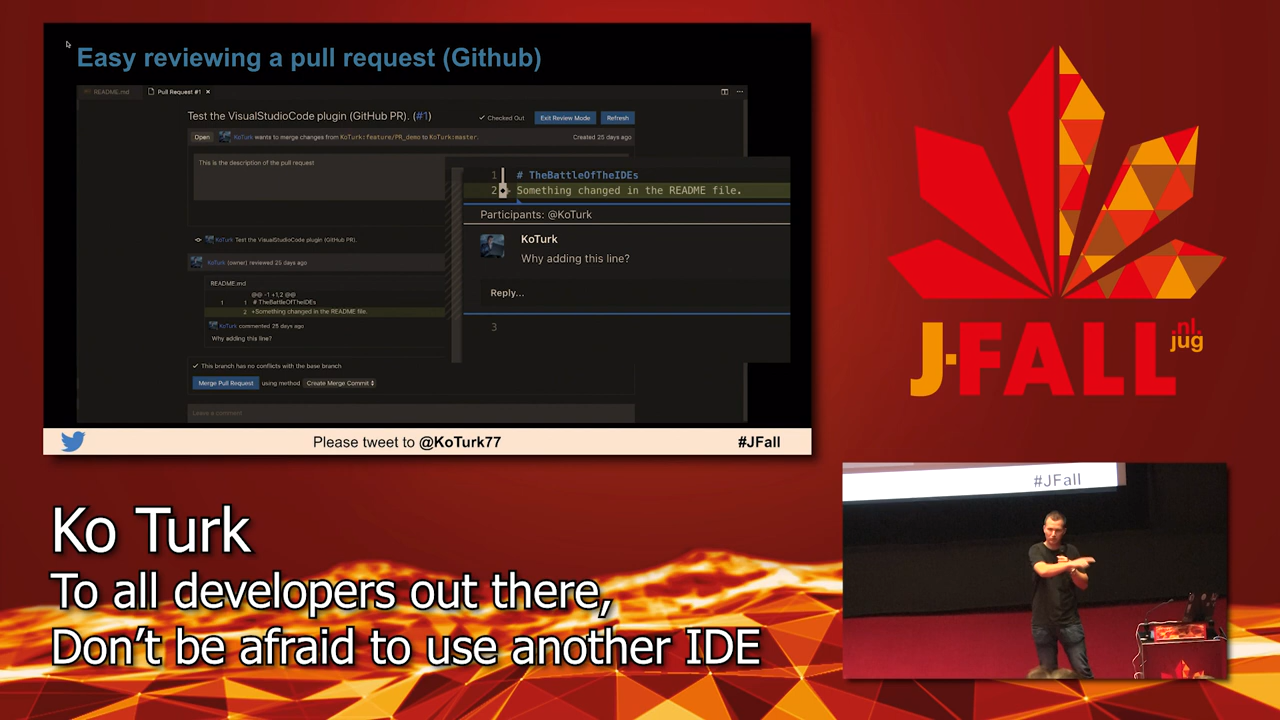 Easy reviewing a pull request (Github)
README.md
Pull Request #1
Test the VisualStudioCode plugin (GitHub PR). (#1)
Checked Out
Exit Review Mode
Refresh
Open
KoTurk wants to merge changes from KoTurk:feature/PR_demo to KoTurk:master.
Created 25 days ago
This is the description of the pull request
1 # TheBattleOfTheIDEs
2 Something changed in the README file.
Participants: @KoTurk
KoTurk
Why adding this line?
Reply...
3
KoTurk Test the VisualStudioCode plugin (GitHub PR).
KoTurk (owner) reviewed 25 days ago
README.md
@@ -1 +1,2 @@
1 1 # TheBattleOfTheIDEs
2 +Something changed in the README file.
KoTurk commented 25 days ago
Why adding this line?
This branch has no conflicts with the base branch
Merge Pull Request using method Create Merge Commit
Leave a comment
Please tweet to @KoTurk77
#JFall
J-FALL
nl.
jug
#JFall
Ko Turk
To all developers out there,
Don't be afraid to use another IDE